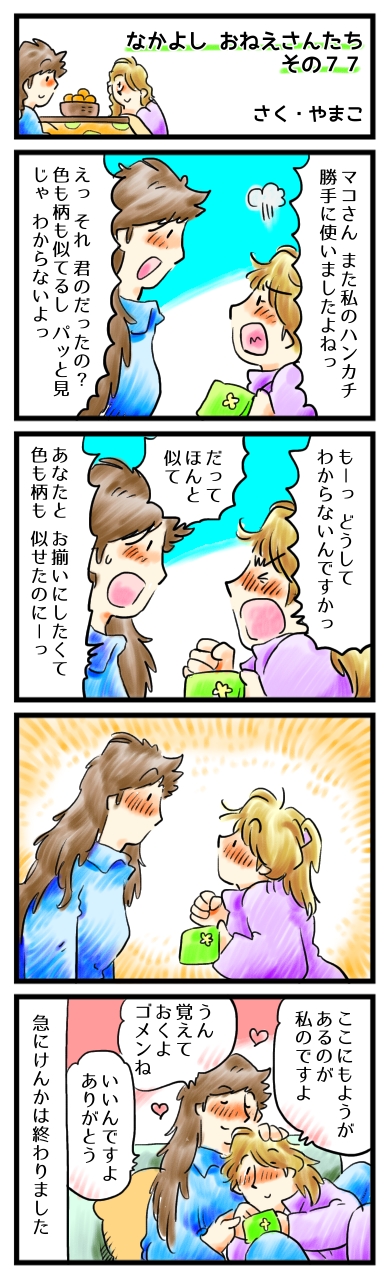 なかよし おねえさんたち
その７７
さく・やまこ
マコさん また私のハンカチ
勝手に使いましたよねっ
えっ それ 君のだったの？
色も柄も似てるし パッと見
じゃ わからないよっ
もーっ どうして
わからないんですかっ
だって
ほんと
似て
あなたと お揃いにしたくて
色も柄も 似せたのにーっ
ここにもようが
あるのが
私のですよ
うん
覚えて
おくよ
ゴメンね
いいんですよ
ありがとう
急にけんかは終わりました